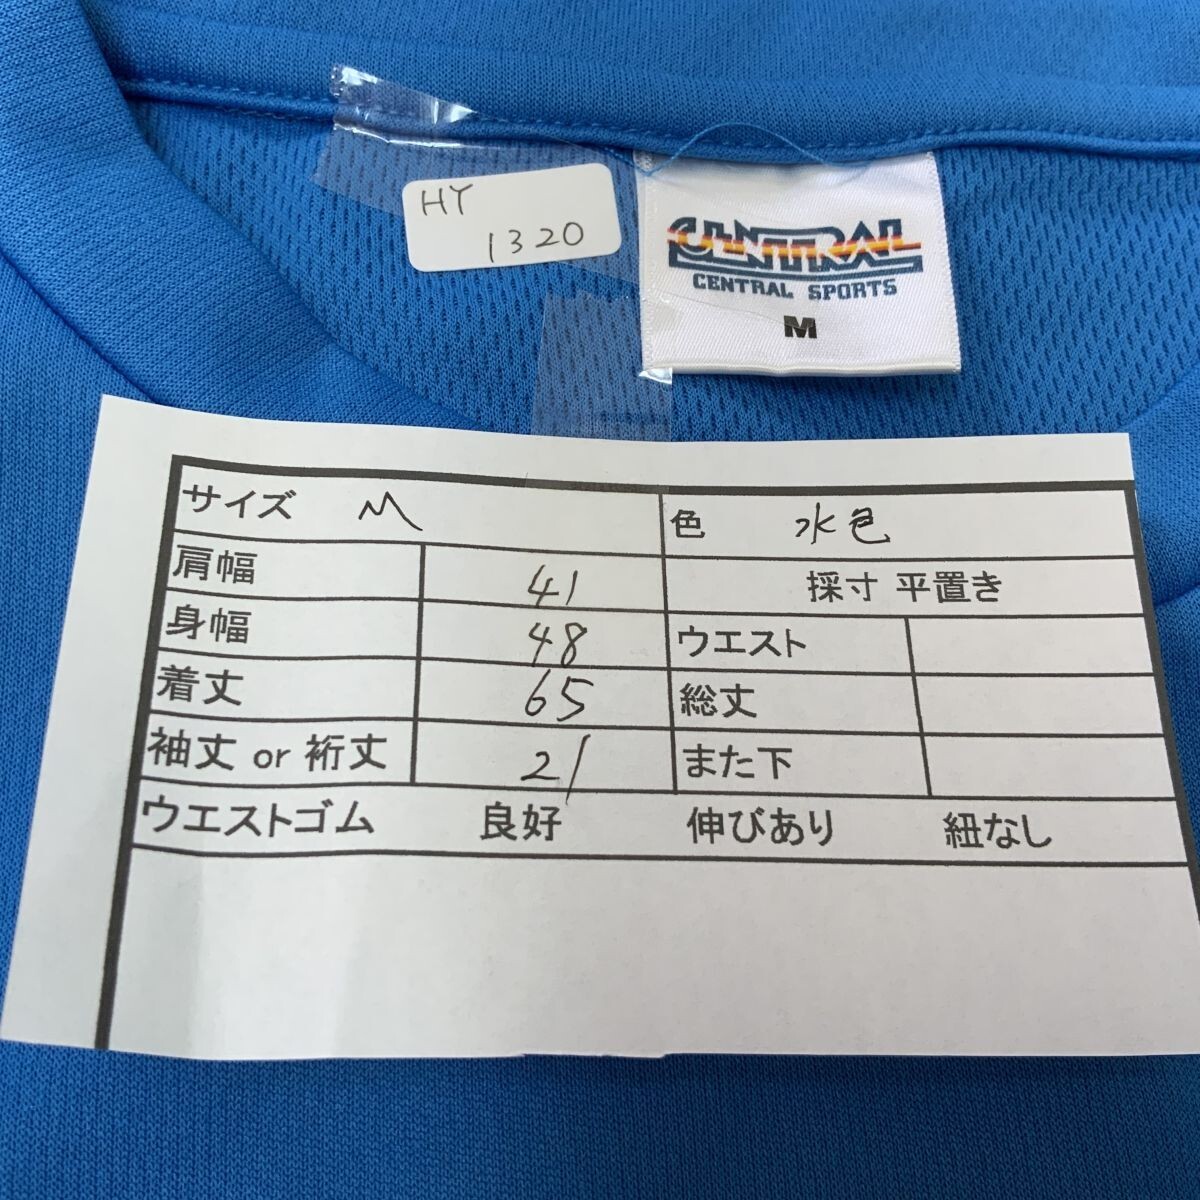 HY
1320
CENTRAL
CENTRAL SPORTS
M
サイズ M 色 水色
肩幅 41 採寸 平置き
身幅 48 ウエスト
着丈 65 総丈
袖丈 or 裄丈 21 また下
ウエストゴム 良好 伸びあり 紐なし